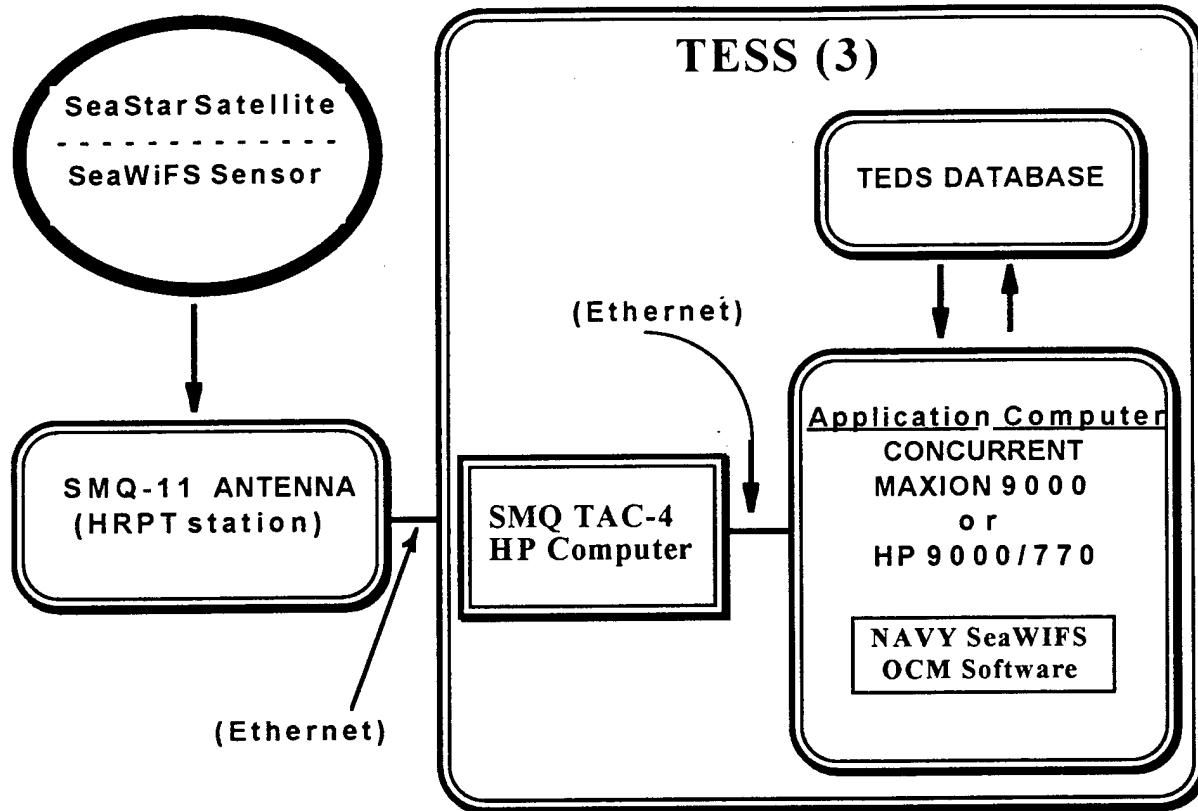 TESS (3)
SeaStar Satellite
SeaWiFS Sensor
TEDS DATABASE
(Ethernet)
SMQ-11 ANTENNA
(HRPT station)
SMQ TAC-4
HP Computer
Application Computer
CONCURRENT
MAXION 9000
or
HP 9000/770
NAVY SeaWIFS
OCM Software
(Ethernet)